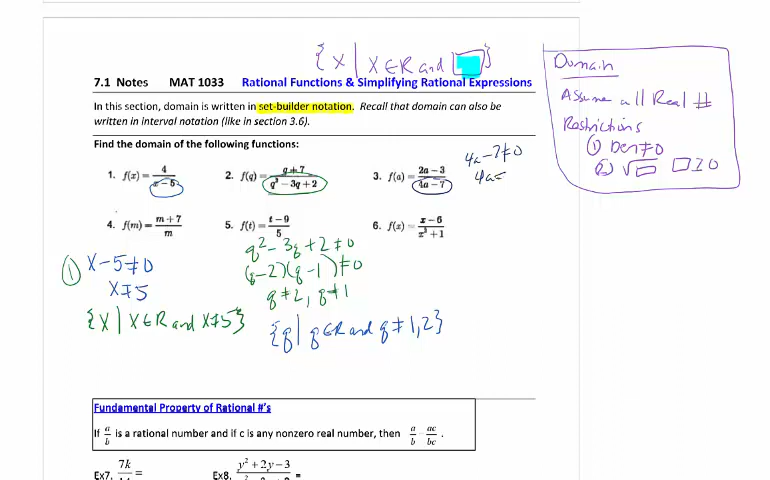 {x | x∈R and }
7.1 Notes MAT 1033 Rational Functions & Simplifying Rational Expressions
In this section, domain is written in set-builder notation. Recall that domain can also be
written in interval notation (like in section 3.6).
Find the domain of the following functions:
1. f(x) = 4/(x−5) 2. f(q) = (q+7)/(q²−3q+2) 3. f(a) = (2a−3)/(4a−7)
4a−7≠0
4a=
4. f(m) = (m+7)/m 5. f(t) = (t−9)/5 6. f(x) = (x−6)/(x³+1)
Domain
Assume all Real #
Restrictions
(1) Den≠0
(2) √□ □≥0
(1) x−5≠0
x≠5
{x | x∈R and x≠5}
q²−3q+2≠0
(q−2)(q−1)≠0
q≠2, q≠1
{q | q∈R and q≠1,2}
Fundamental Property of Rational #'s
If a/b is a rational number and if c is any nonzero real number, then a/b = ac/bc .
Ex7. 7k = Ex8. y²+2y−3 =